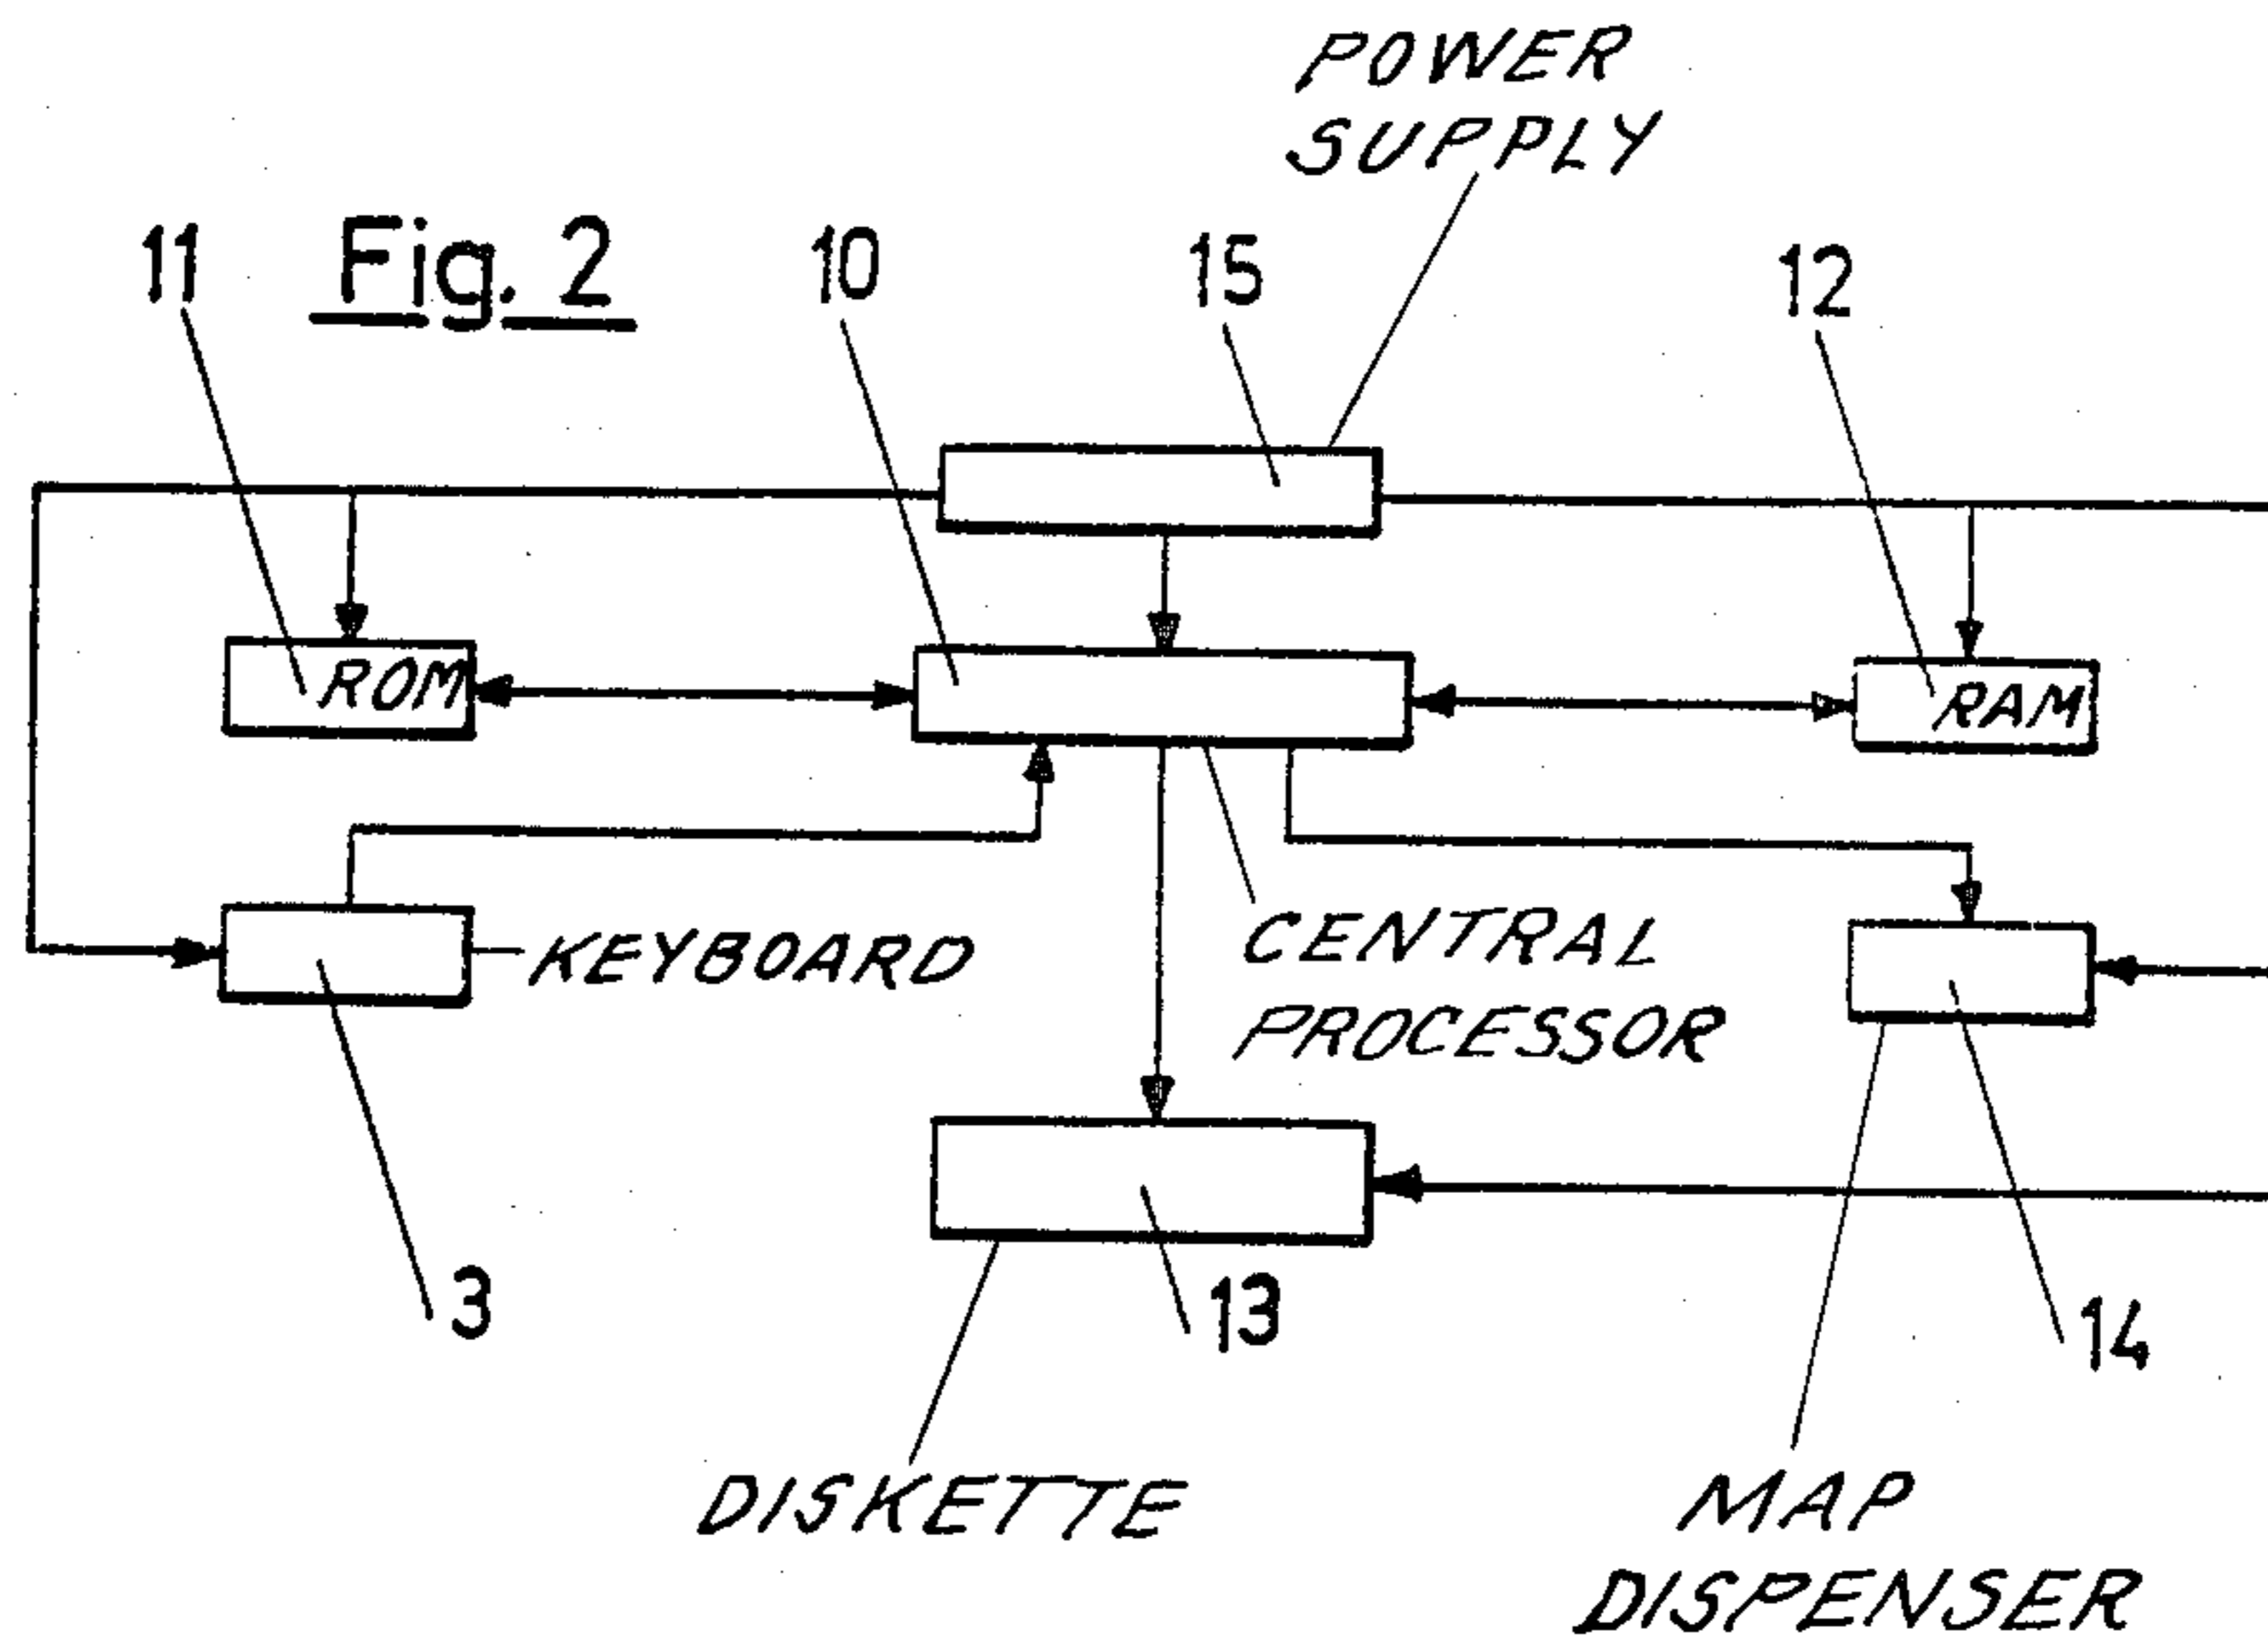 POWER
SUPPLY
11 Fig. 2 10 15 12
ROM RAM
KEYBOARD CENTRAL
PROCESSOR
3 13 14
DISKETTE MAP
DISPENSER